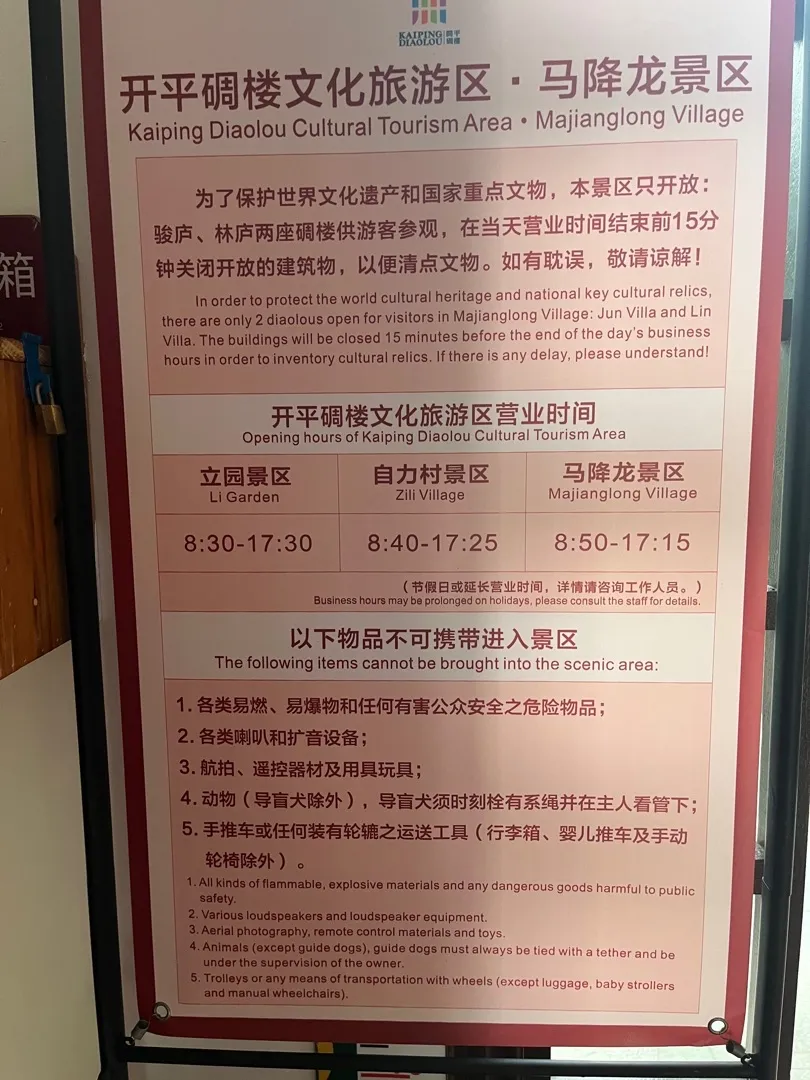 KAIPING DIAOLOU 开平碉楼
开平碉楼文化旅游区·马降龙景区
Kaiping Diaolou Cultural Tourism Area • Majianglong Village
为了保护世界文化遗产和国家重点文物，本景区只开放：
骏庐、林庐两座碉楼供游客参观，在当天营业时间结束前15分
钟关闭开放的建筑物，以便清点文物。如有耽误，敬请谅解！
In order to protect the world cultural heritage and national key cultural relics,
there are only 2 diaolous open for visitors in Majianglong Village: Jun Villa and Lin
Villa. The buildings will be closed 15 minutes before the end of the day's business
hours in order to inventory cultural relics. If there is any delay, please understand!
开平碉楼文化旅游区营业时间
Opening hours of Kaiping Diaolou Cultural Tourism Area
立园景区 自力村景区 马降龙景区
Li Garden Zili Village Majianglong Village
8:30-17:30 8:40-17:25 8:50-17:15
（节假日或延长营业时间，详情请咨询工作人员。）
Business hours may be prolonged on holidays, please consult the staff for details.
以下物品不可携带进入景区
The following items cannot be brought into the scenic area:
1. 各类易燃、易爆物和任何有害公众安全之危险物品；
2. 各类喇叭和扩音设备；
3. 航拍、遥控器材及用具玩具；
4. 动物（导盲犬除外），导盲犬须时刻栓有系绳并在主人看管下；
5. 手推车或任何装有轮辘之运送工具（行李箱、婴儿推车及手动
轮椅除外）。
1. All kinds of flammable, explosive materials and any dangerous goods harmful to public
safety.
2. Various loudspeakers and loudspeaker equipment.
3. Aerial photography, remote control materials and toys.
4. Animals (except guide dogs), guide dogs must always be tied with a tether and be
under the supervision of the owner.
5. Trolleys or any means of transportation with wheels (except luggage, baby strollers
and manual wheelchairs).
箱